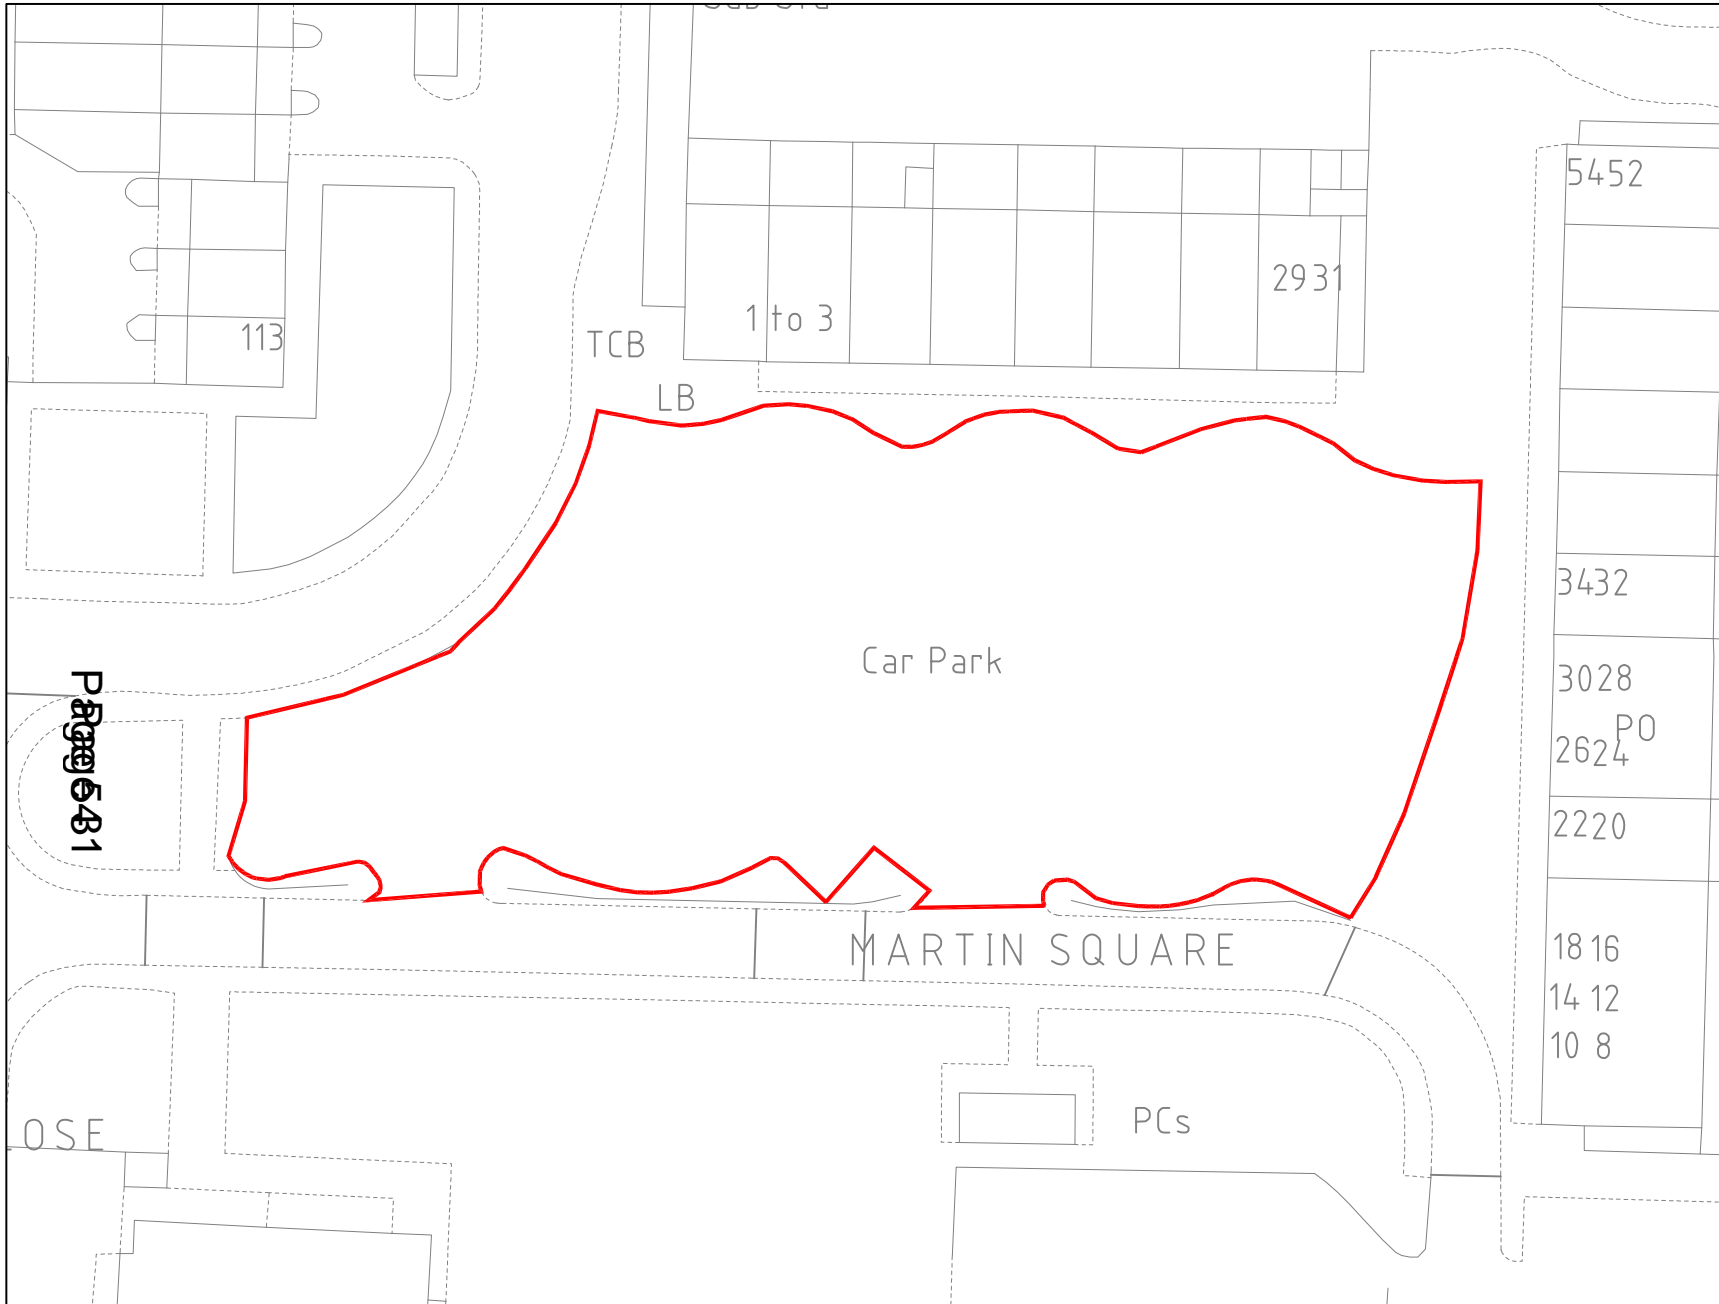 5452
2931
1 to 3
113
TCB
LB
3432
Car Park
3028
PO
2624
2220
MARTIN SQUARE
18 16
14 12
10 8
PCs
OSE